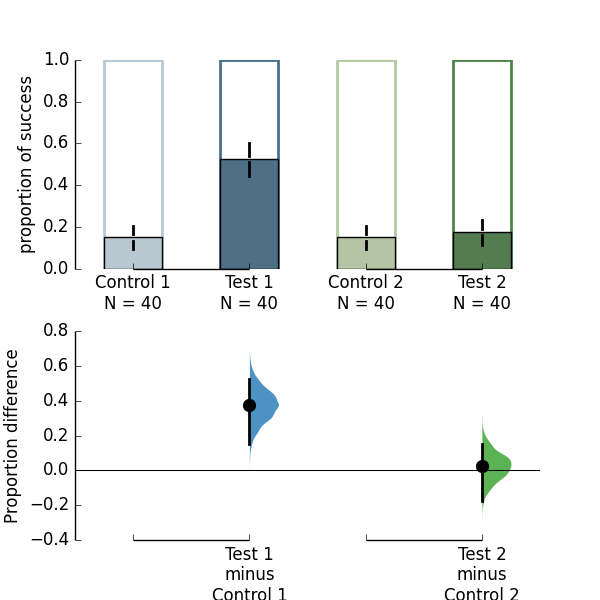 proportion of success
1.0
0.8
0.6
0.4
0.2
0.0
Control 1
N = 40
Test 1
N = 40
Control 2
N = 40
Test 2
N = 40
Proportion difference
0.8
0.6
0.4
0.2
0.0
−0.2
−0.4
Test 1
minus
Control 1
Test 2
minus
Control 2